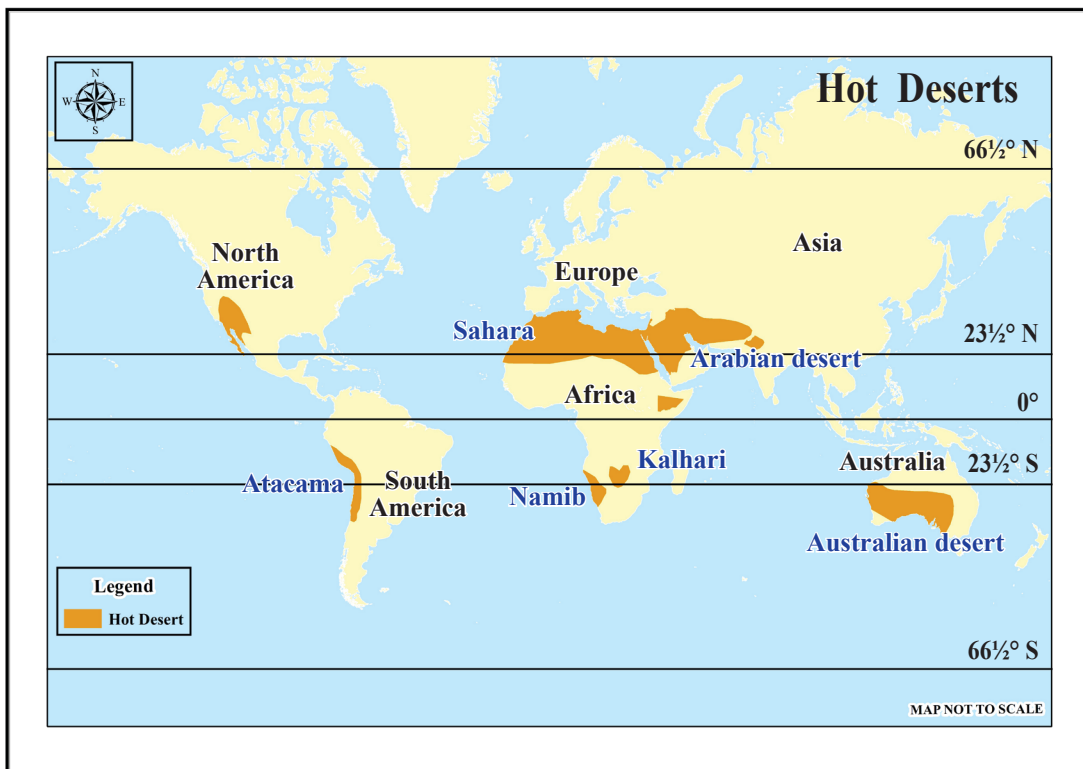 N
W E
S
Hot Deserts
66½° N
North
America
Europe
Asia
Sahara
23½° N
Arabian desert
Africa
0°
Kalhari
Australia
23½° S
Atacama
South
America
Namib
Australian desert
Legend
Hot Desert
66½° S
MAP NOT TO SCALE